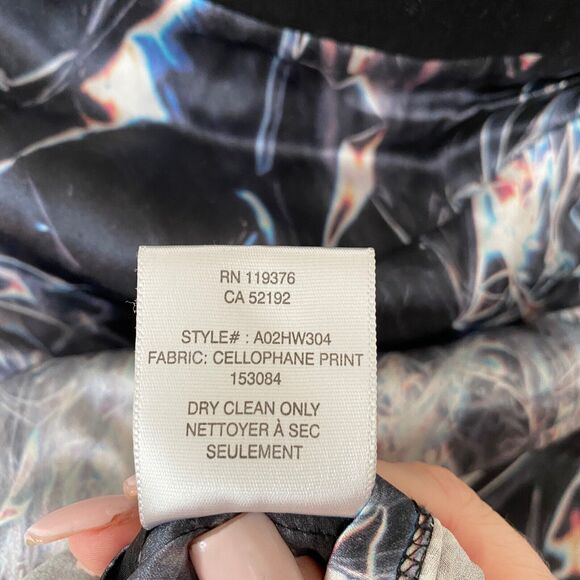 RN 119376
CA 52192
STYLE# : A02HW304
FABRIC: CELLOPHANE PRINT
153084
DRY CLEAN ONLY
NETTOYER À SEC
SEULEMENT